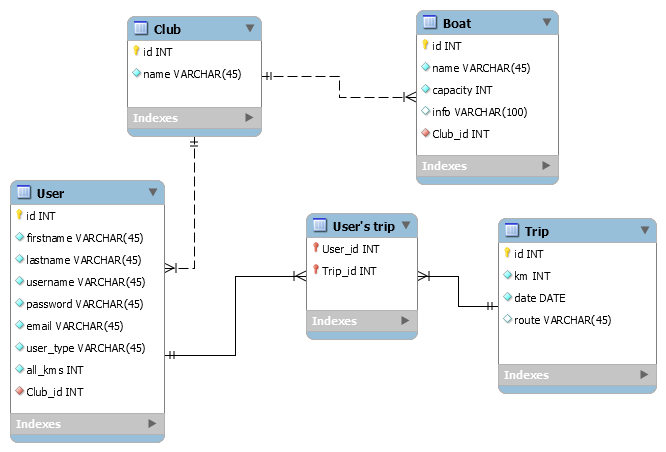 Club
id INT
name VARCHAR(45)
Indexes
Boat
id INT
name VARCHAR(45)
capacity INT
info VARCHAR(100)
Club_id INT
Indexes
User
id INT
firstname VARCHAR(45)
lastname VARCHAR(45)
username VARCHAR(45)
password VARCHAR(45)
email VARCHAR(45)
user_type VARCHAR(45)
all_kms INT
Club_id INT
Indexes
User's trip
User_id INT
Trip_id INT
Indexes
Trip
id INT
km INT
date DATE
route VARCHAR(45)
Indexes